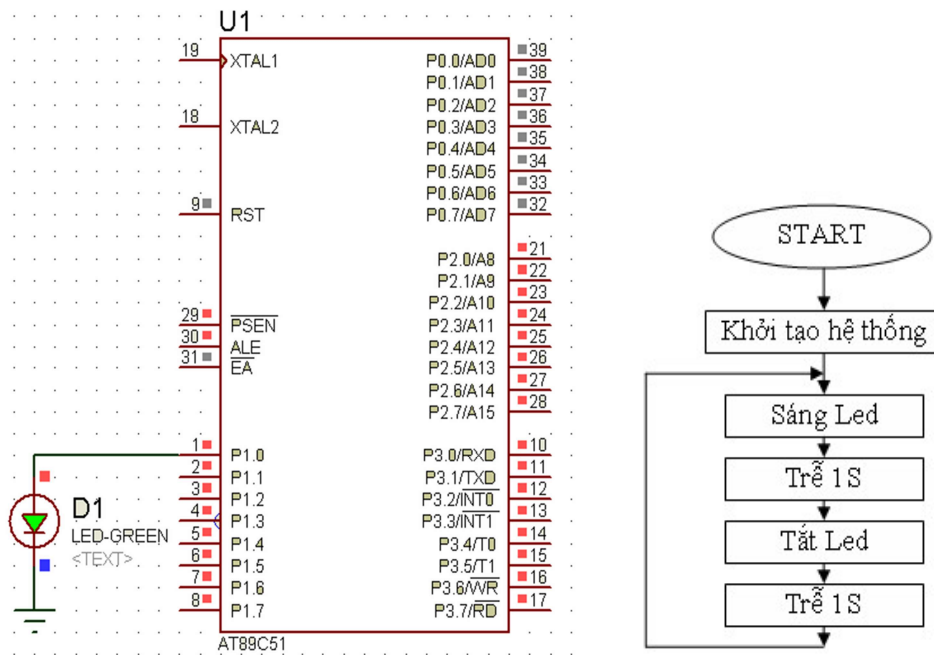 U1
19 XTAL1
18 XTAL2
9 RST
29 PSEN
30 ALE
31 EA
1 P1.0
2 P1.1
3 P1.2
4 P1.3
5 P1.4
6 P1.5
7 P1.6
8 P1.7
P0.0/AD0 39
P0.1/AD1 38
P0.2/AD2 37
P0.3/AD3 36
P0.4/AD4 35
P0.5/AD5 34
P0.6/AD6 33
P0.7/AD7 32
P2.0/A8 21
P2.1/A9 22
P2.2/A10 23
P2.3/A11 24
P2.4/A12 25
P2.5/A13 26
P2.6/A14 27
P2.7/A15 28
P3.0/RXD 10
P3.1/TXD 11
P3.2/INT0 12
P3.3/INT1 13
P3.4/T0 14
P3.5/T1 15
P3.6/WR 16
P3.7/RD 17
AT89C51
D1
LED-GREEN
<TEXT>
START
Khởi tạo hệ thống
Sáng Led
Trễ 1S
Tắt Led
Trễ 1S